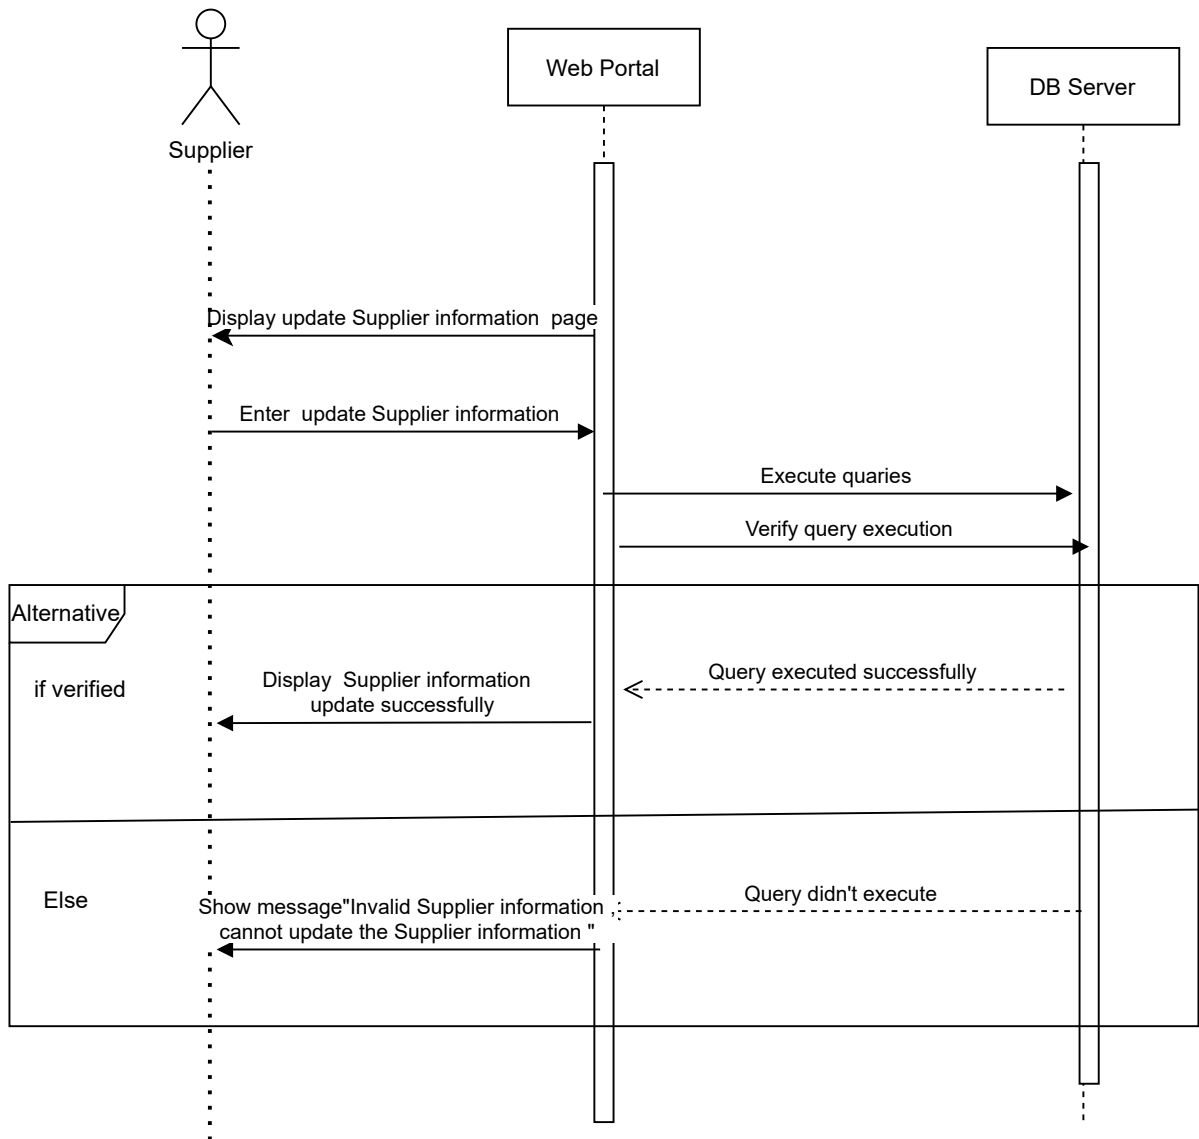 Web Portal
DB Server
Supplier
Display update Supplier information  page
Enter  update Supplier information
Execute quaries
Verify query execution
Alternative
if verified
Display  Supplier information
update successfully
Query executed successfully
Else
Show message"Invalid Supplier information ,
cannot update the Supplier information "
Query didn't execute